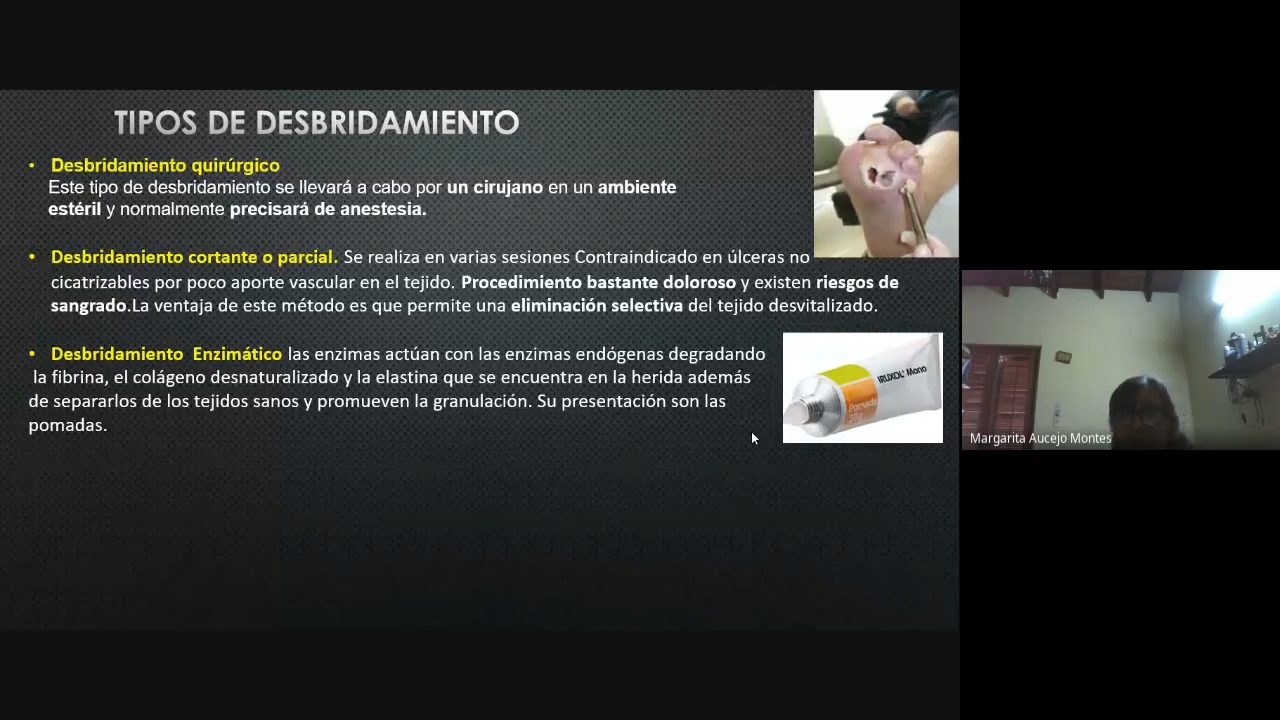 TIPOS DE DESBRIDAMIENTO
• Desbridamiento quirúrgico
Este tipo de desbridamiento se llevará a cabo por un cirujano en un ambiente
estéril y normalmente precisará de anestesia.
• Desbridamiento cortante o parcial. Se realiza en varias sesiones Contraindicado en úlceras no
cicatrizables por poco aporte vascular en el tejido. Procedimiento bastante doloroso y existen riesgos de
sangrado.La ventaja de este método es que permite una eliminación selectiva del tejido desvitalizado.
• Desbridamiento Enzimático las enzimas actúan con las enzimas endógenas degradando
la fibrina, el colágeno desnaturalizado y la elastina que se encuentra en la herida además
de separarlos de los tejidos sanos y promueven la granulación. Su presentación son las
pomadas.
IRUXOL® Mono
Pomada
30g
Margarita Aucejo Montes